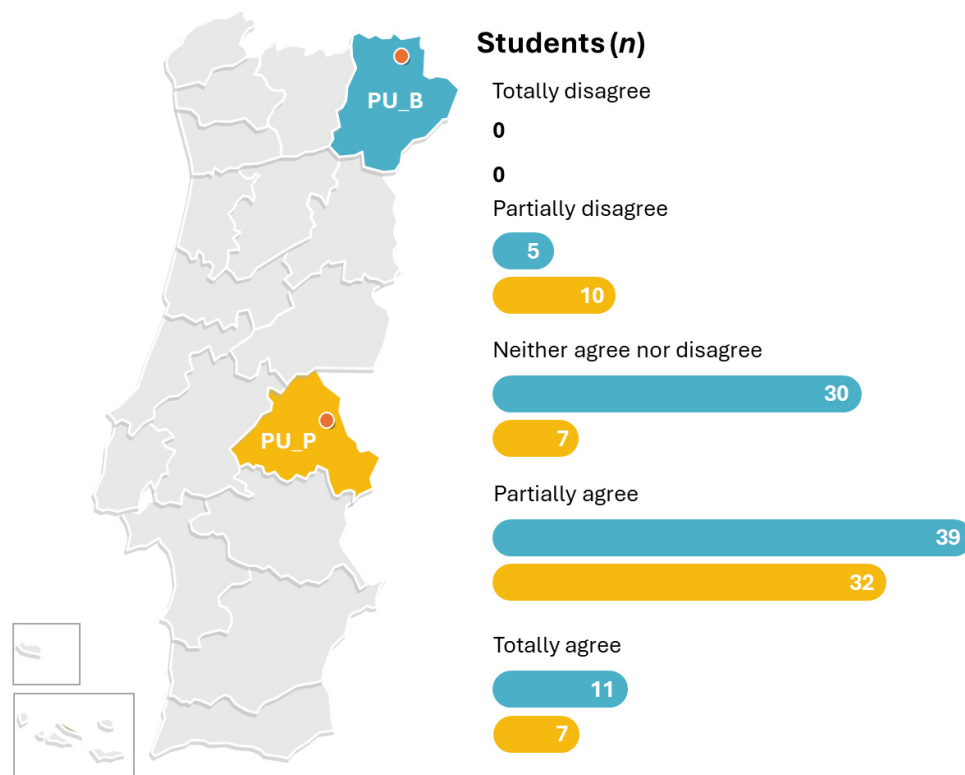 Students (n)
Totally disagree
PU_B
0
0
Partially disagree
5
10
Neither agree nor disagree
30
7
PU_P
Partially agree
39
32
Totally agree
11
7